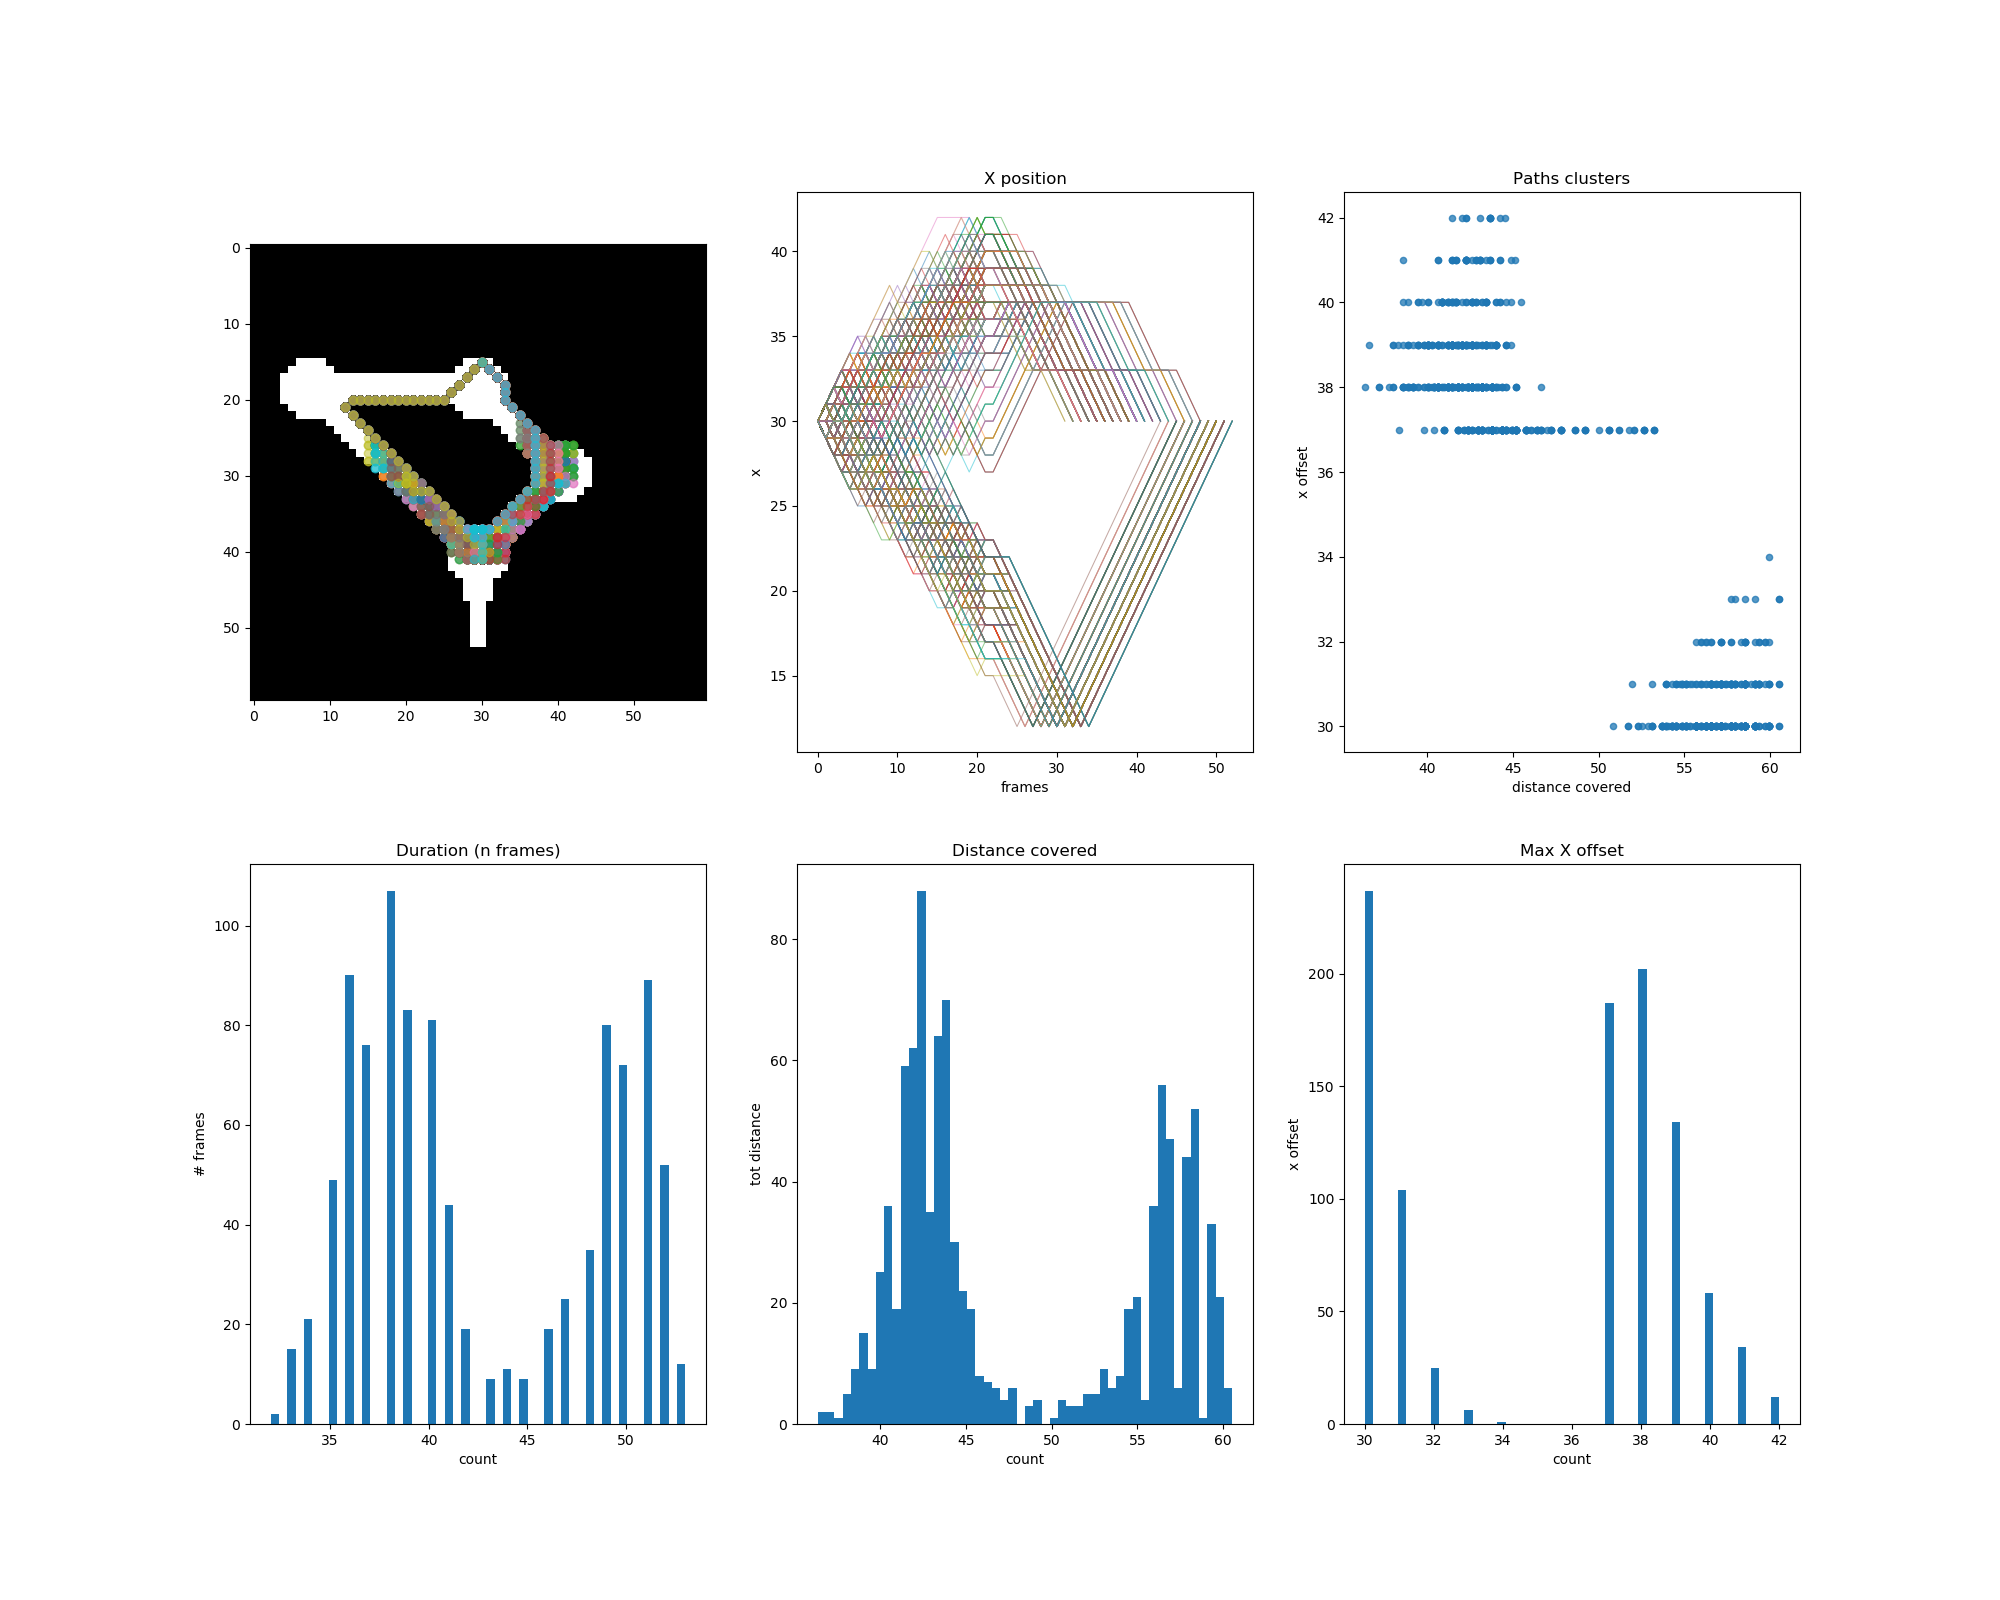 X position
Paths clusters
0
10
20
30
40
50
0 10 20 30 40 50
x
40
35
30
25
20
15
0 10 20 30 40 50
frames
x offset
42
40
38
36
34
32
30
40 45 50 55 60
distance covered
Duration (n frames)
Distance covered
Max X offset
# frames
100
80
60
40
20
0
35 40 45 50
count
tot distance
80
60
40
20
0
40 45 50 55 60
count
x offset
200
150
100
50
0
30 32 34 36 38 40 42
count